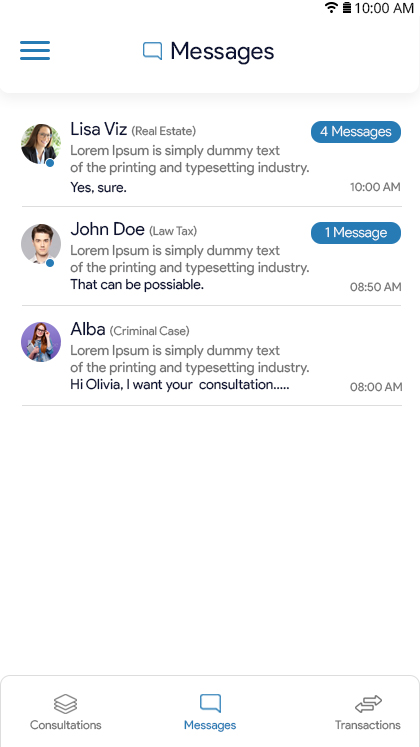 10:00 AM
Messages
Lisa Viz (Real Estate)
4 Messages
Lorem Ipsum is simply dummy text
of the printing and typesetting industry.
Yes, sure.
10:00 AM
John Doe (Law Tax)
1 Message
Lorem Ipsum is simply dummy text
of the printing and typesetting industry.
That can be possiable.
08:50 AM
Alba (Criminal Case)
Lorem Ipsum is simply dummy text
of the printing and typesetting industry.
Hi Olivia, I want your consultation.....
08:00 AM
Consultations
Messages
Transactions